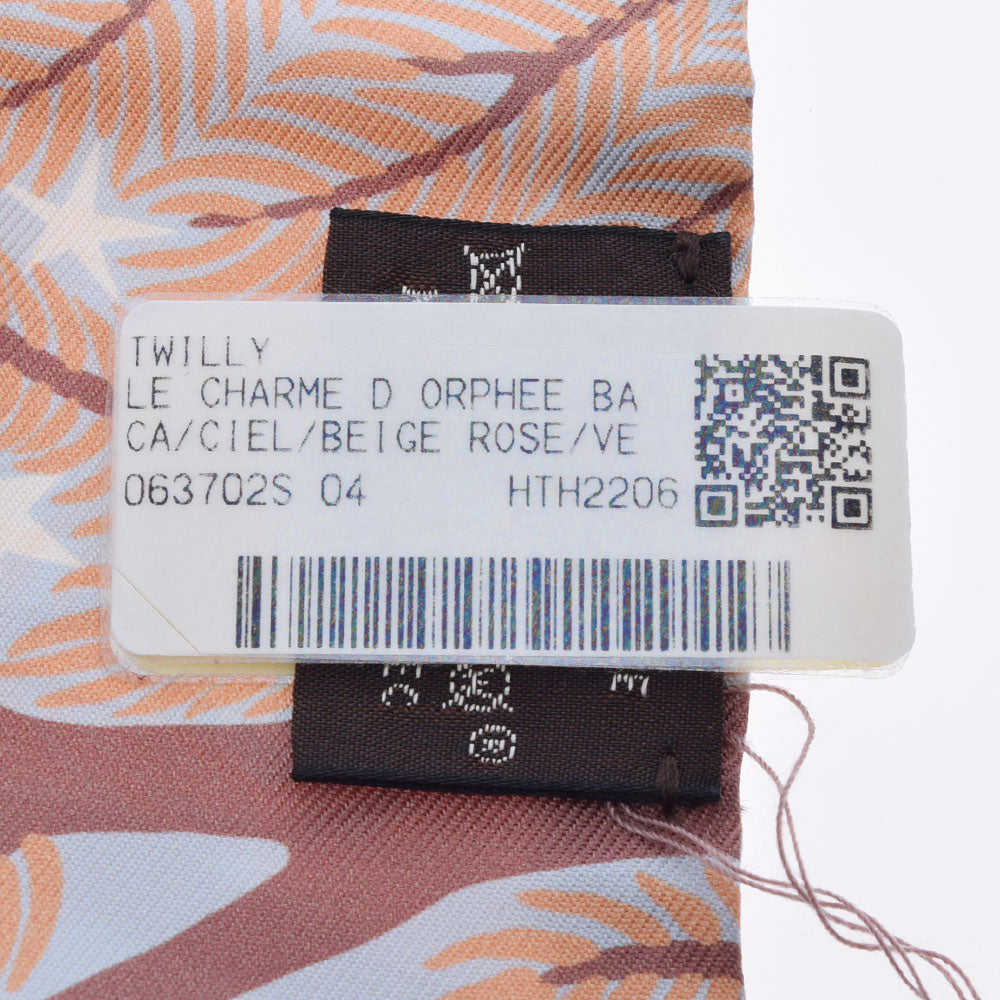 TWILLY
LE CHARME D ORPHEE BA
CA/CIEL/BEIGE ROSE/VE
063702S 04 HTH2206